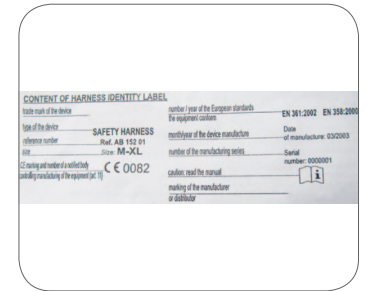 CONTENT OF HARNESS IDENTITY LABEL
trade mark of the device
type of the device
SAFETY HARNESS
reference number
Ref. AB 152 01
size
Size: M-XL
CE marking and number of a notified body
controlling manufacturing of the equipment (art. 11)
CE 0082
number / year of the European standards
the equipment conform
EN 361:2002 EN 358:2000
month/year of the device manufacture
Date
of manufacture: 03/2003
number of the manufacturing series
Serial
number: 0000001
caution: read the manual
i
marking of the manufacturer
or distributor